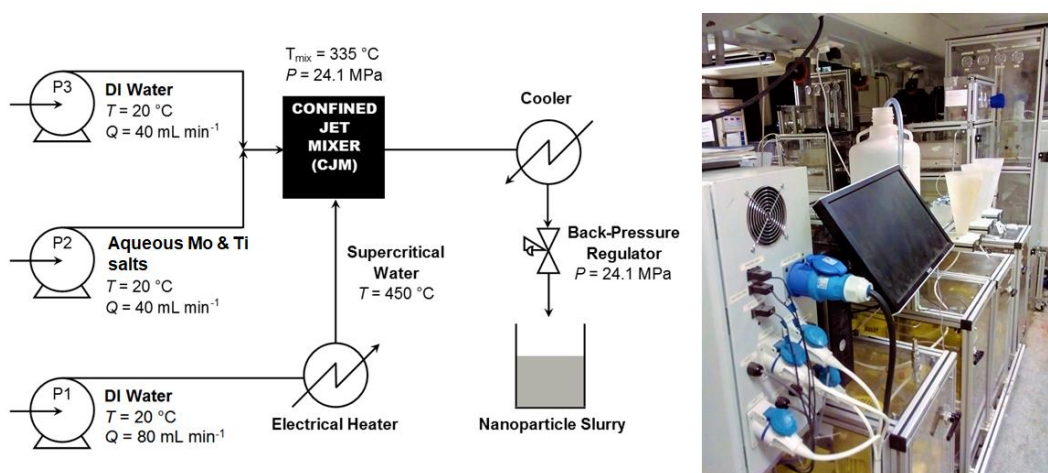 P3
DI Water
T = 20 °C
Q = 40 mL min⁻¹
T_mix = 335 °C
P = 24.1 MPa
CONFINED
JET
MIXER
(CJM)
Cooler
P2
Aqueous Mo & Ti
salts
T = 20 °C
Q = 40 mL min⁻¹
Supercritical
Water
T = 450 °C
Back-Pressure
Regulator
P = 24.1 MPa
P1
DI Water
T = 20 °C
Q = 80 mL min⁻¹
Electrical Heater
Nanoparticle Slurry